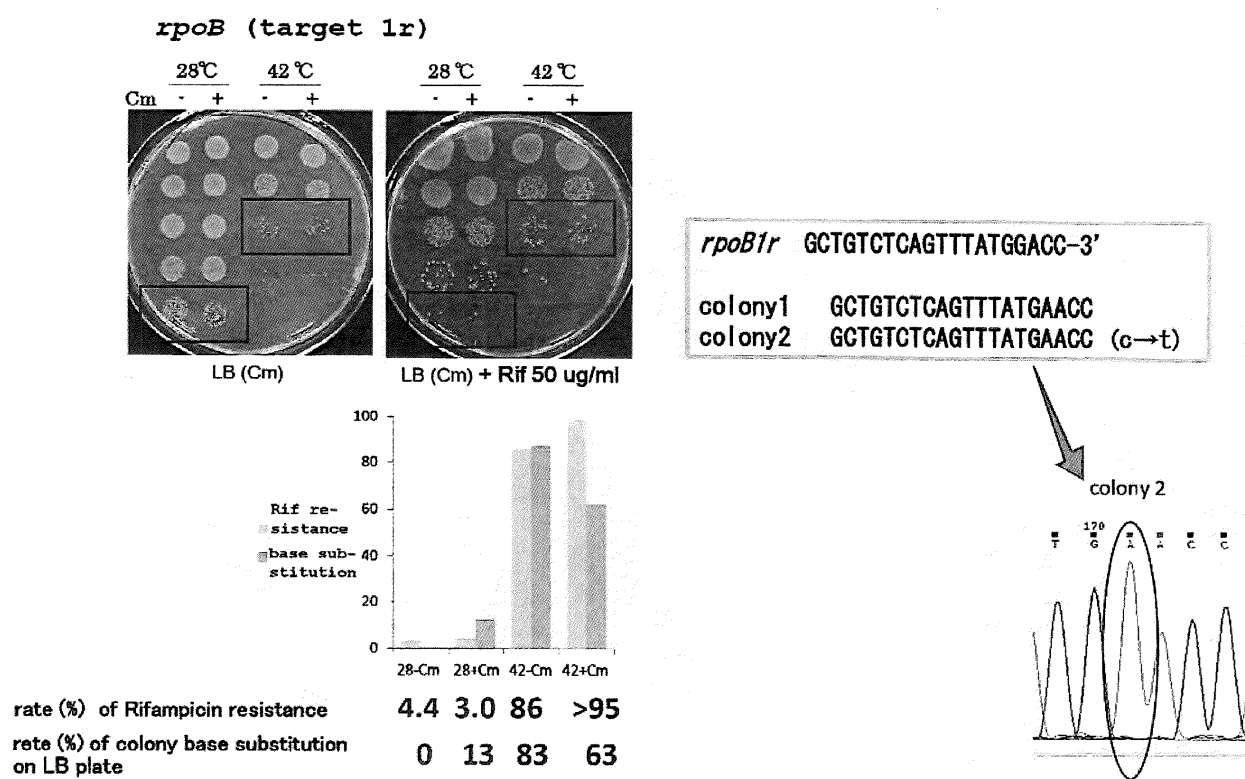 rpoB (target 1r)
28℃ 42℃ 28℃ 42℃
Cm - + - + - + - +
LB (Cm) LB (Cm) + Rif 50 ug/ml
rpoB1r GCTGTCTCAGTTTATGGACC-3'
colony1 GCTGTCTCAGTTTATGAACC
colony2 GCTGTCTCAGTTTATGAACC (c→t)
colony 2
170
T G A A C C
100
80
60
40
20
0
Rif re-
sistance
base sub-
stitution
28-Cm 28+Cm 42-Cm 42+Cm
rate (%) of Rifampicin resistance 4.4 3.0 86 >95
rete (%) of colony base substitution
on LB plate 0 13 83 63